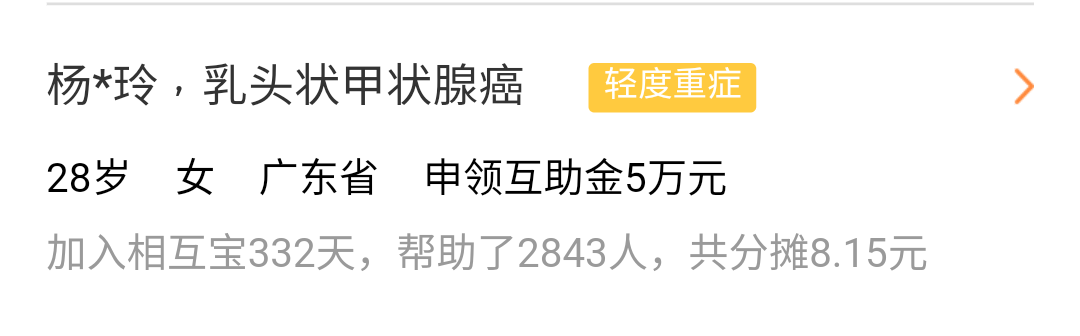 杨*玲，乳头状甲状腺癌 轻度重症
28岁 女 广东省 申领互助金5万元
加入相互宝332天，帮助了2843人，共分摊8.15元